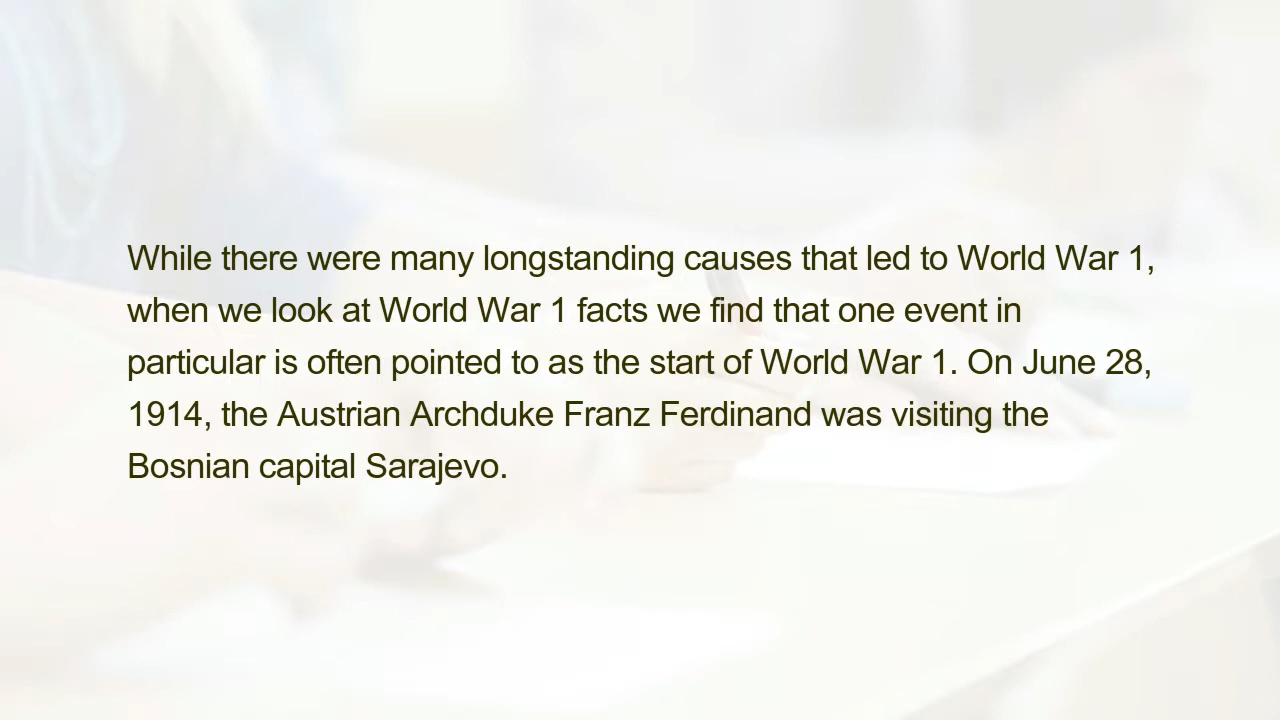 While there were many longstanding causes that led to World War 1,
when we look at World War 1 facts we find that one event in
particular is often pointed to as the start of World War 1. On June 28,
1914, the Austrian Archduke Franz Ferdinand was visiting the
Bosnian capital Sarajevo.